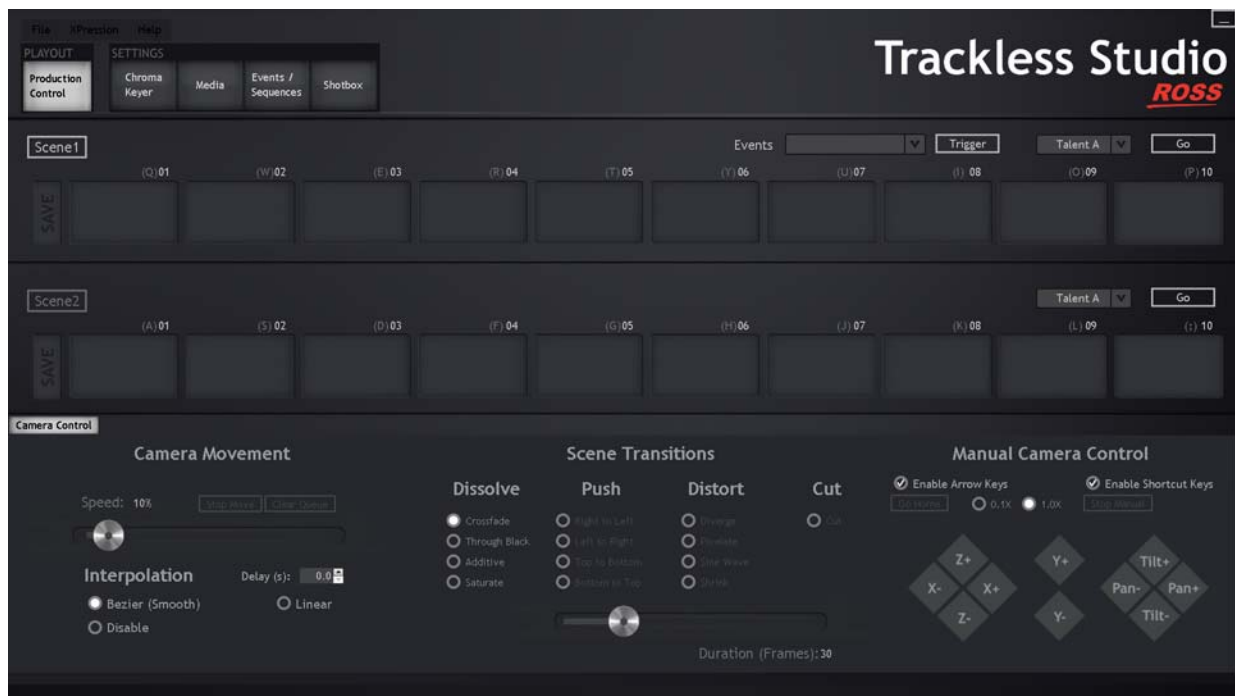 File XPression Help
PLAYOUT SETTINGS
Production Control
Chroma Keyer
Media
Events / Sequences
Shotbox
Trackless Studio
ROSS
Scene1
Events
Trigger
Talent A
Go
(Q)01 (W)02 (E)03 (R)04 (T)05 (Y)06 (U)07 (I)08 (O)09 (P)10
SAVE
Scene2
Talent A
Go
(A)01 (S)02 (D)03 (F)04 (G)05 (H)06 (J)07 (K)08 (L)09 (;)10
SAVE
Camera Control
Camera Movement
Speed: 10%
Stop Move
Clear Queue
Interpolation
Delay (s): 0.0
Bezier (Smooth)
Linear
Disable
Scene Transitions
Dissolve
Crossfade
Through Black
Additive
Saturate
Push
Right to Left
Left to Right
Top to Bottom
Bottom to Top
Distort
Diverge
Pixelate
Sine Wave
Shrink
Cut
Cut
Duration (Frames):30
Manual Camera Control
Enable Arrow Keys
Enable Shortcut Keys
Go Home
0.1X
1.0X
Stop Manual
Z+
X- X+
Z-
Y+
Y-
Tilt+
Pan- Pan+
Tilt-